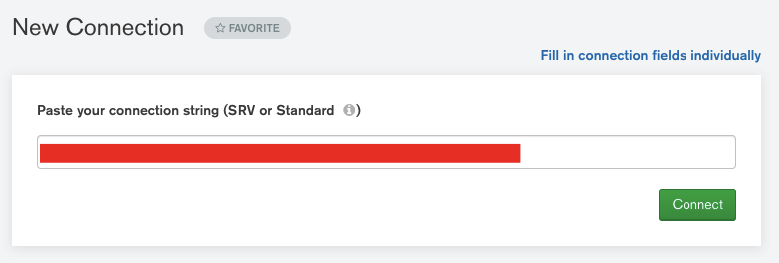 New Connection
FAVORITE
Fill in connection fields individually
Paste your connection string (SRV or Standard i)
Connect